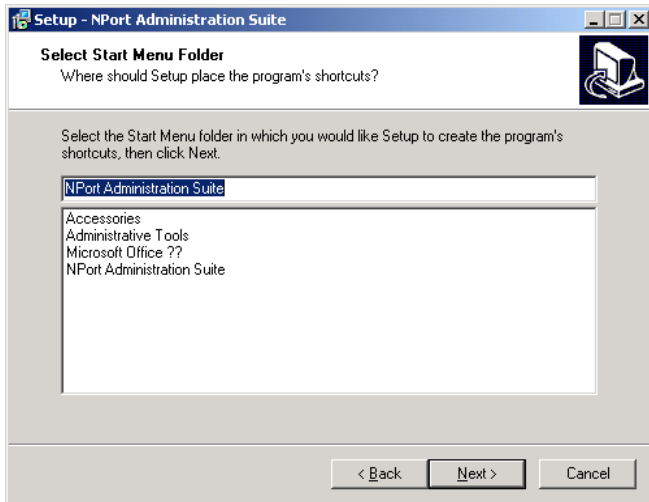 Setup - NPort Administration Suite
Select Start Menu Folder
Where should Setup place the program's shortcuts?
Select the Start Menu folder in which you would like Setup to create the program's
shortcuts, then click Next.
NPort Administration Suite
Accessories
Administrative Tools
Microsoft Office ??
NPort Administration Suite
< Back
Next >
Cancel